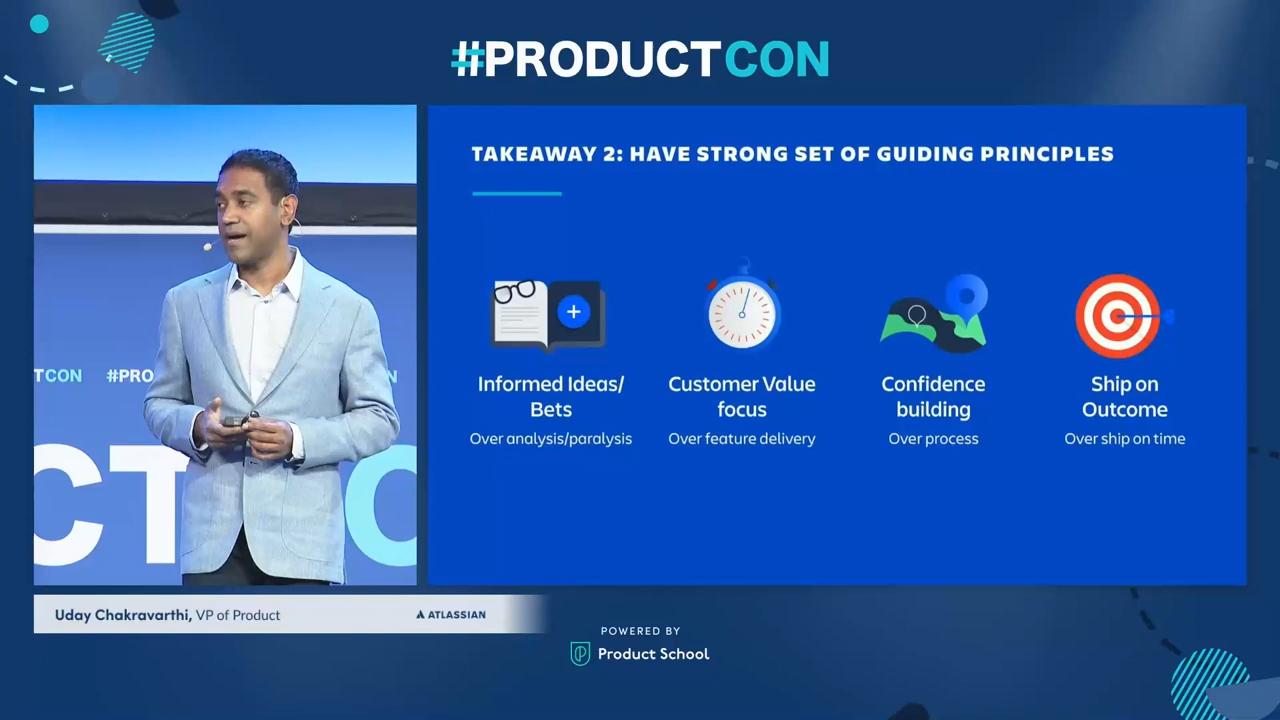 #PRODUCTCON
TAKEAWAY 2: HAVE STRONG SET OF GUIDING PRINCIPLES
Informed Ideas/
Bets
Over analysis/paralysis
Customer Value
focus
Over feature delivery
Confidence
building
Over process
Ship on
Outcome
Over ship on time
TCON #PRO N
CT C
Uday Chakravarthi, VP of Product
ATLASSIAN
POWERED BY
Product School